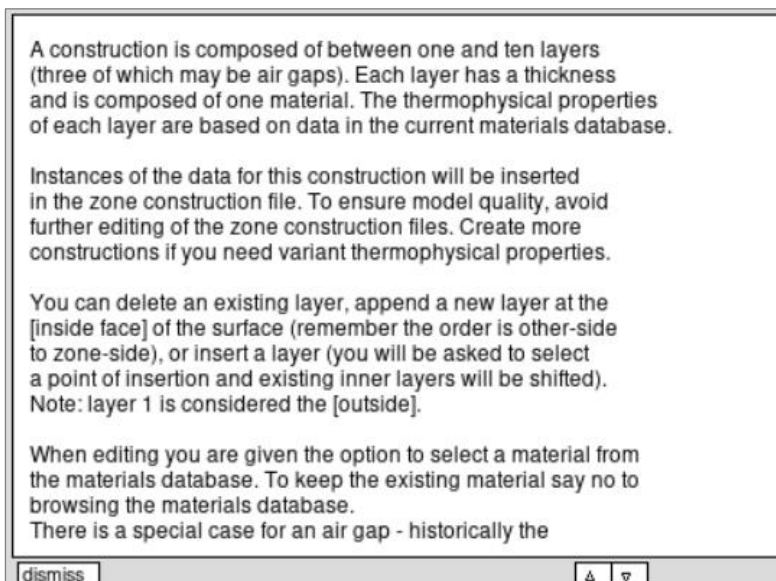 A construction is composed of between one and ten layers
(three of which may be air gaps). Each layer has a thickness
and is composed of one material. The thermophysical properties
of each layer are based on data in the current materials database.
Instances of the data for this construction will be inserted
in the zone construction file. To ensure model quality, avoid
further editing of the zone construction files. Create more
constructions if you need variant thermophysical properties.
You can delete an existing layer, append a new layer at the
[inside face] of the surface (remember the order is other-side
to zone-side), or insert a layer (you will be asked to select
a point of insertion and existing inner layers will be shifted).
Note: layer 1 is considered the [outside].
When editing you are given the option to select a material from
the materials database. To keep the existing material say no to
browsing the materials database.
There is a special case for an air gap - historically the
dismiss